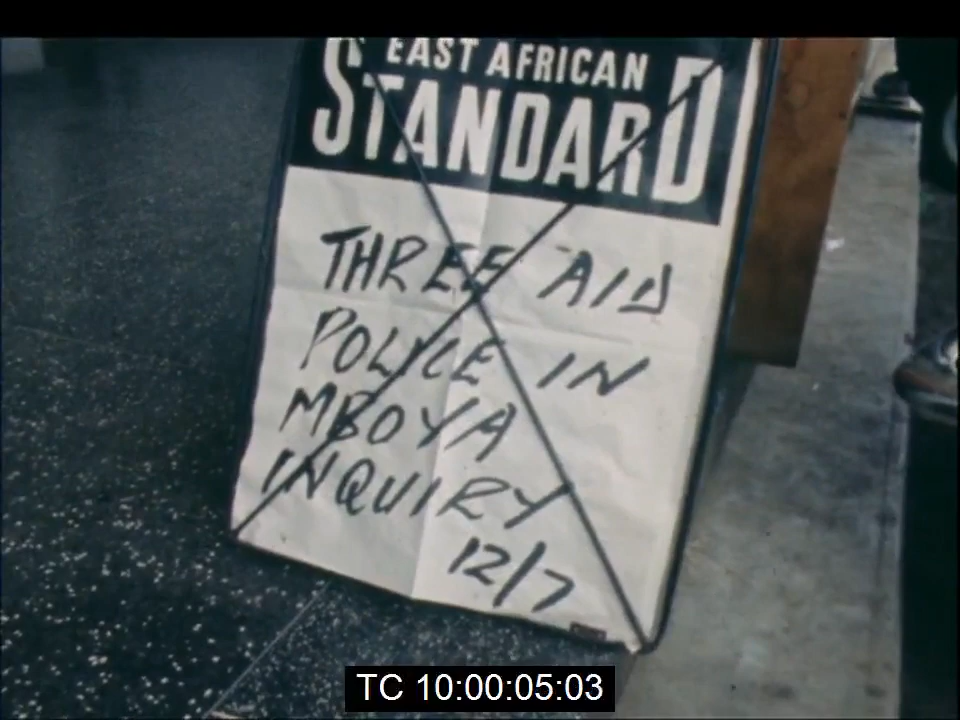 EAST AFRICAN
STANDARD
THREE AID
POLICE IN
MBOYA
INQUIRY
12/7
TC 10:00:05:03